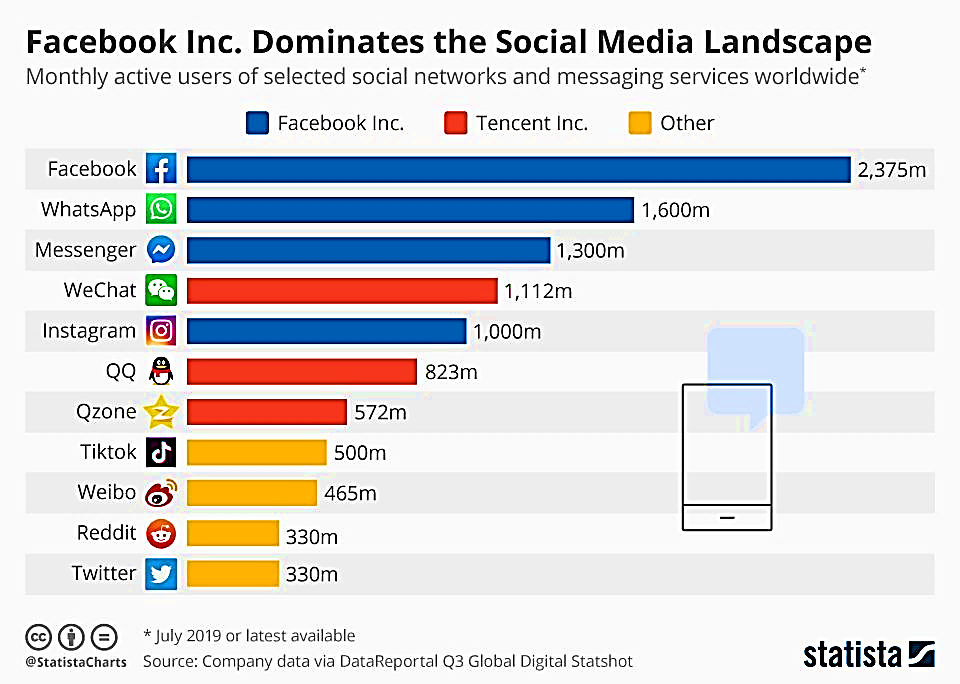 Facebook Inc. Dominates the Social Media Landscape
Monthly active users of selected social networks and messaging services worldwide*
Facebook Inc. Tencent Inc. Other
Facebook 2,375m
WhatsApp 1,600m
Messenger 1,300m
WeChat 1,112m
Instagram 1,000m
QQ 823m
Qzone 572m
Tiktok 500m
Weibo 465m
Reddit 330m
Twitter 330m
cc
@StatistaCharts
* July 2019 or latest available
Source: Company data via DataReportal Q3 Global Digital Statshot
statista